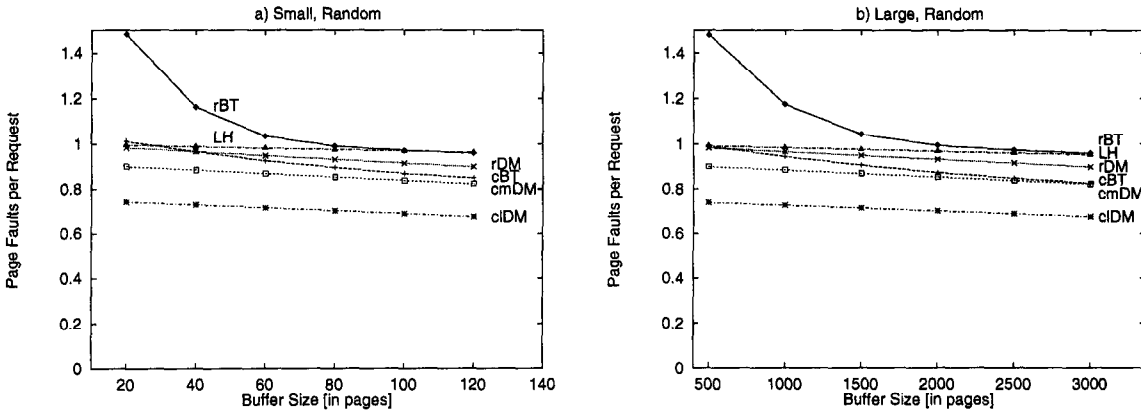 a) Small, Random
Page Faults per Request
1.4
1.2
1
0.8
0.6
0.4
0.2
0
rBT
LH
rDM
cBT
cmDM
clDM
20
40
60
80
100
120
140
Buffer Size [in pages]
b) Large, Random
Page Faults per Request
1.4
1.2
1
0.8
0.6
0.4
0.2
0
rBT
LH
rDM
cBT
cmDM
clDM
500
1000
1500
2000
2500
3000
Buffer Size [in pages]